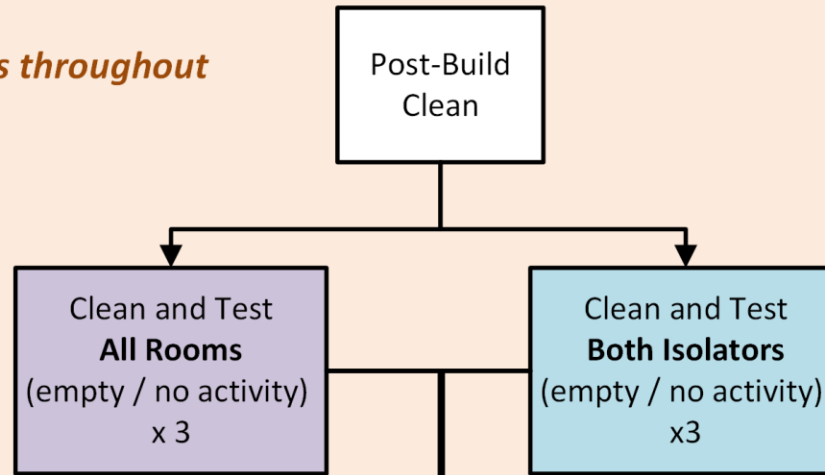 s throughout
Post-Build
Clean
Clean and Test
All Rooms
(empty / no activity)
x 3
Clean and Test
Both Isolators
(empty / no activity)
x3